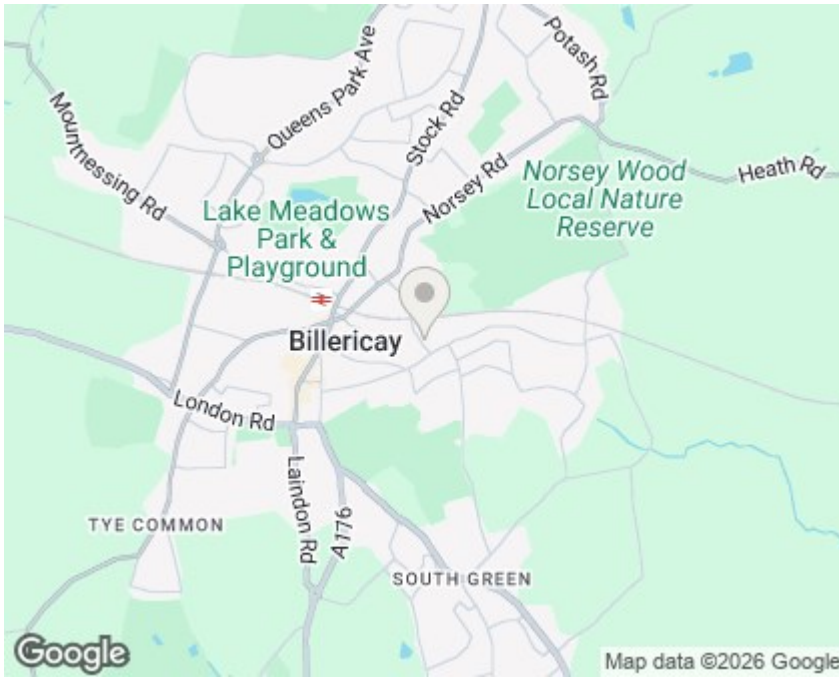 Queens Park Ave
Potash Rd
Mountnessing Rd
Stock Rd
Norsey Rd
Heath Rd
Norsey Wood
Local Nature
Reserve
Lake Meadows
Park &
Playground
Billericay
London Rd
Laindon Rd
A176
TYE COMMON
SOUTH GREEN
Google
Map data ©2026 Google